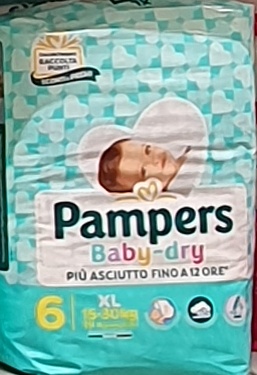 RACCOLTA
PUNTI
Pampers
Baby-dry
PIÙ ASCIUTTO FINO A 12 ORE*
6
XL
15-30kg